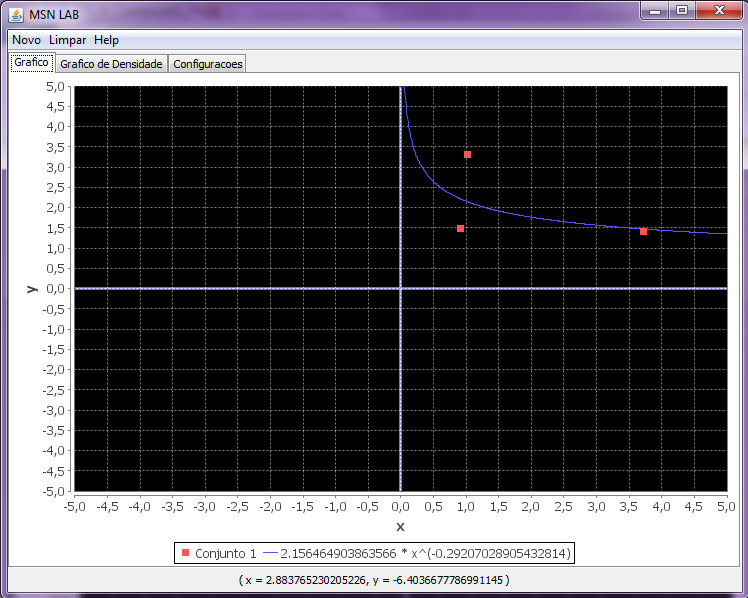 MSN LAB
Novo Limpar Help
Grafico Grafico de Densidade Configuracoes
5,0
4,5
4,0
3,5
3,0
2,5
2,0
1,5
1,0
0,5
0,0
-0,5
-1,0
-1,5
-2,0
-2,5
-3,0
-3,5
-4,0
-4,5
-5,0
y
-5,0 -4,5 -4,0 -3,5 -3,0 -2,5 -2,0 -1,5 -1,0 -0,5 0,0 0,5 1,0 1,5 2,0 2,5 3,0 3,5 4,0 4,5 5,0
x
Conjunto 1 2.156464903863566 * x^(-0.29207028905432814)
( x = 2.883765230205226, y = -6.4036677786991145 )